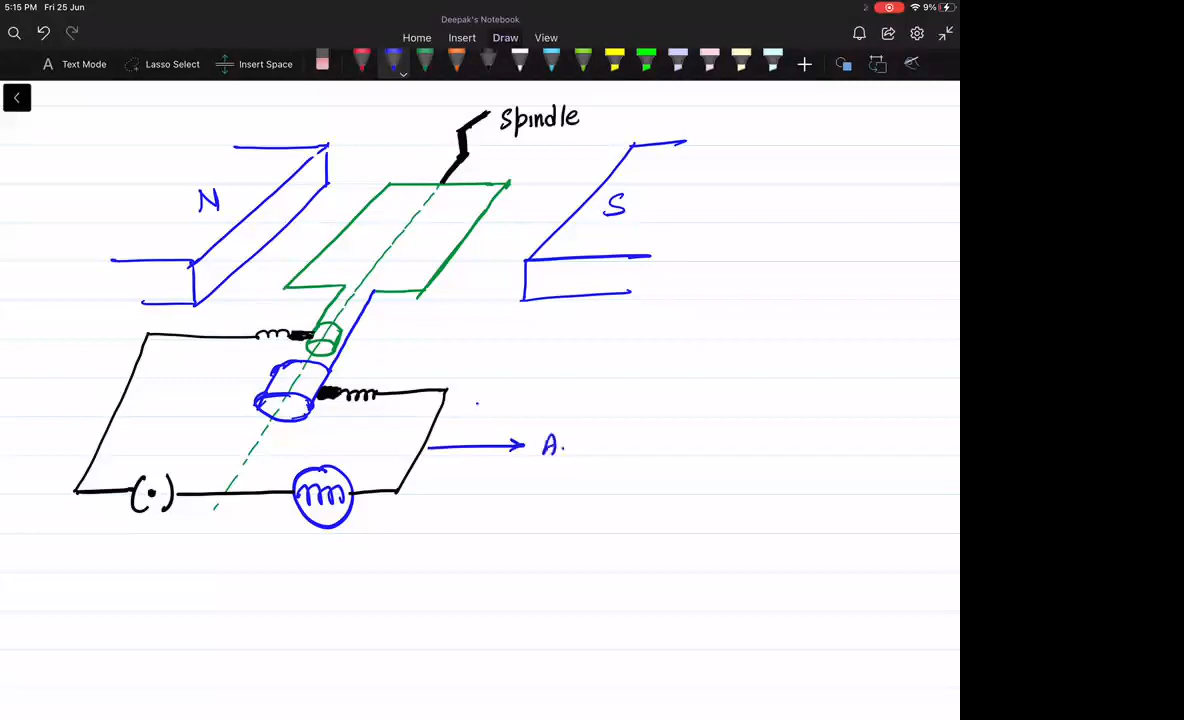 5:15 PM Fri 25 Jun
9%
Deepak's Notebook
Home Insert Draw View
A Text Mode Lasso Select Insert Space
Spindle
N
S
A.